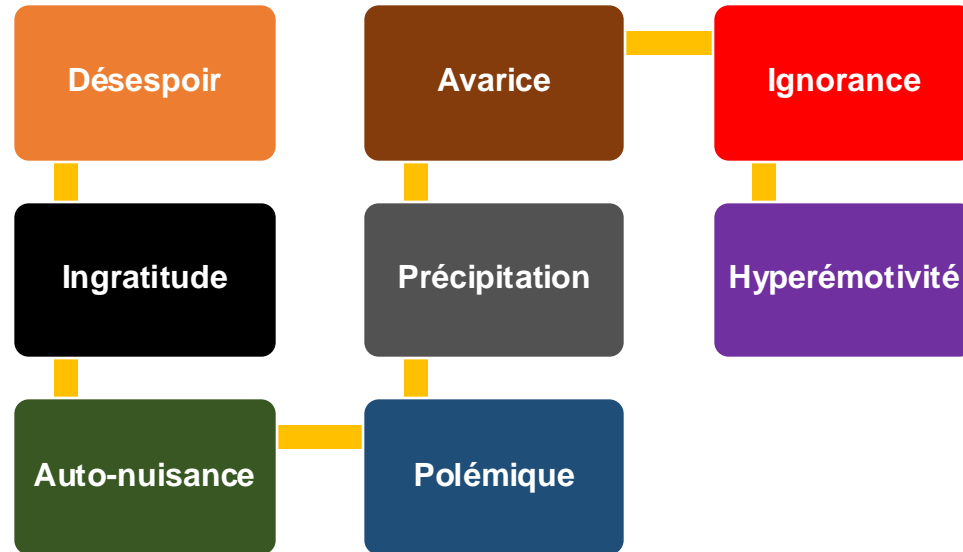 Désespoir
Ingratitude
Auto-nuisance
Polémique
Précipitation
Avarice
Ignorance
Hyperémotivité